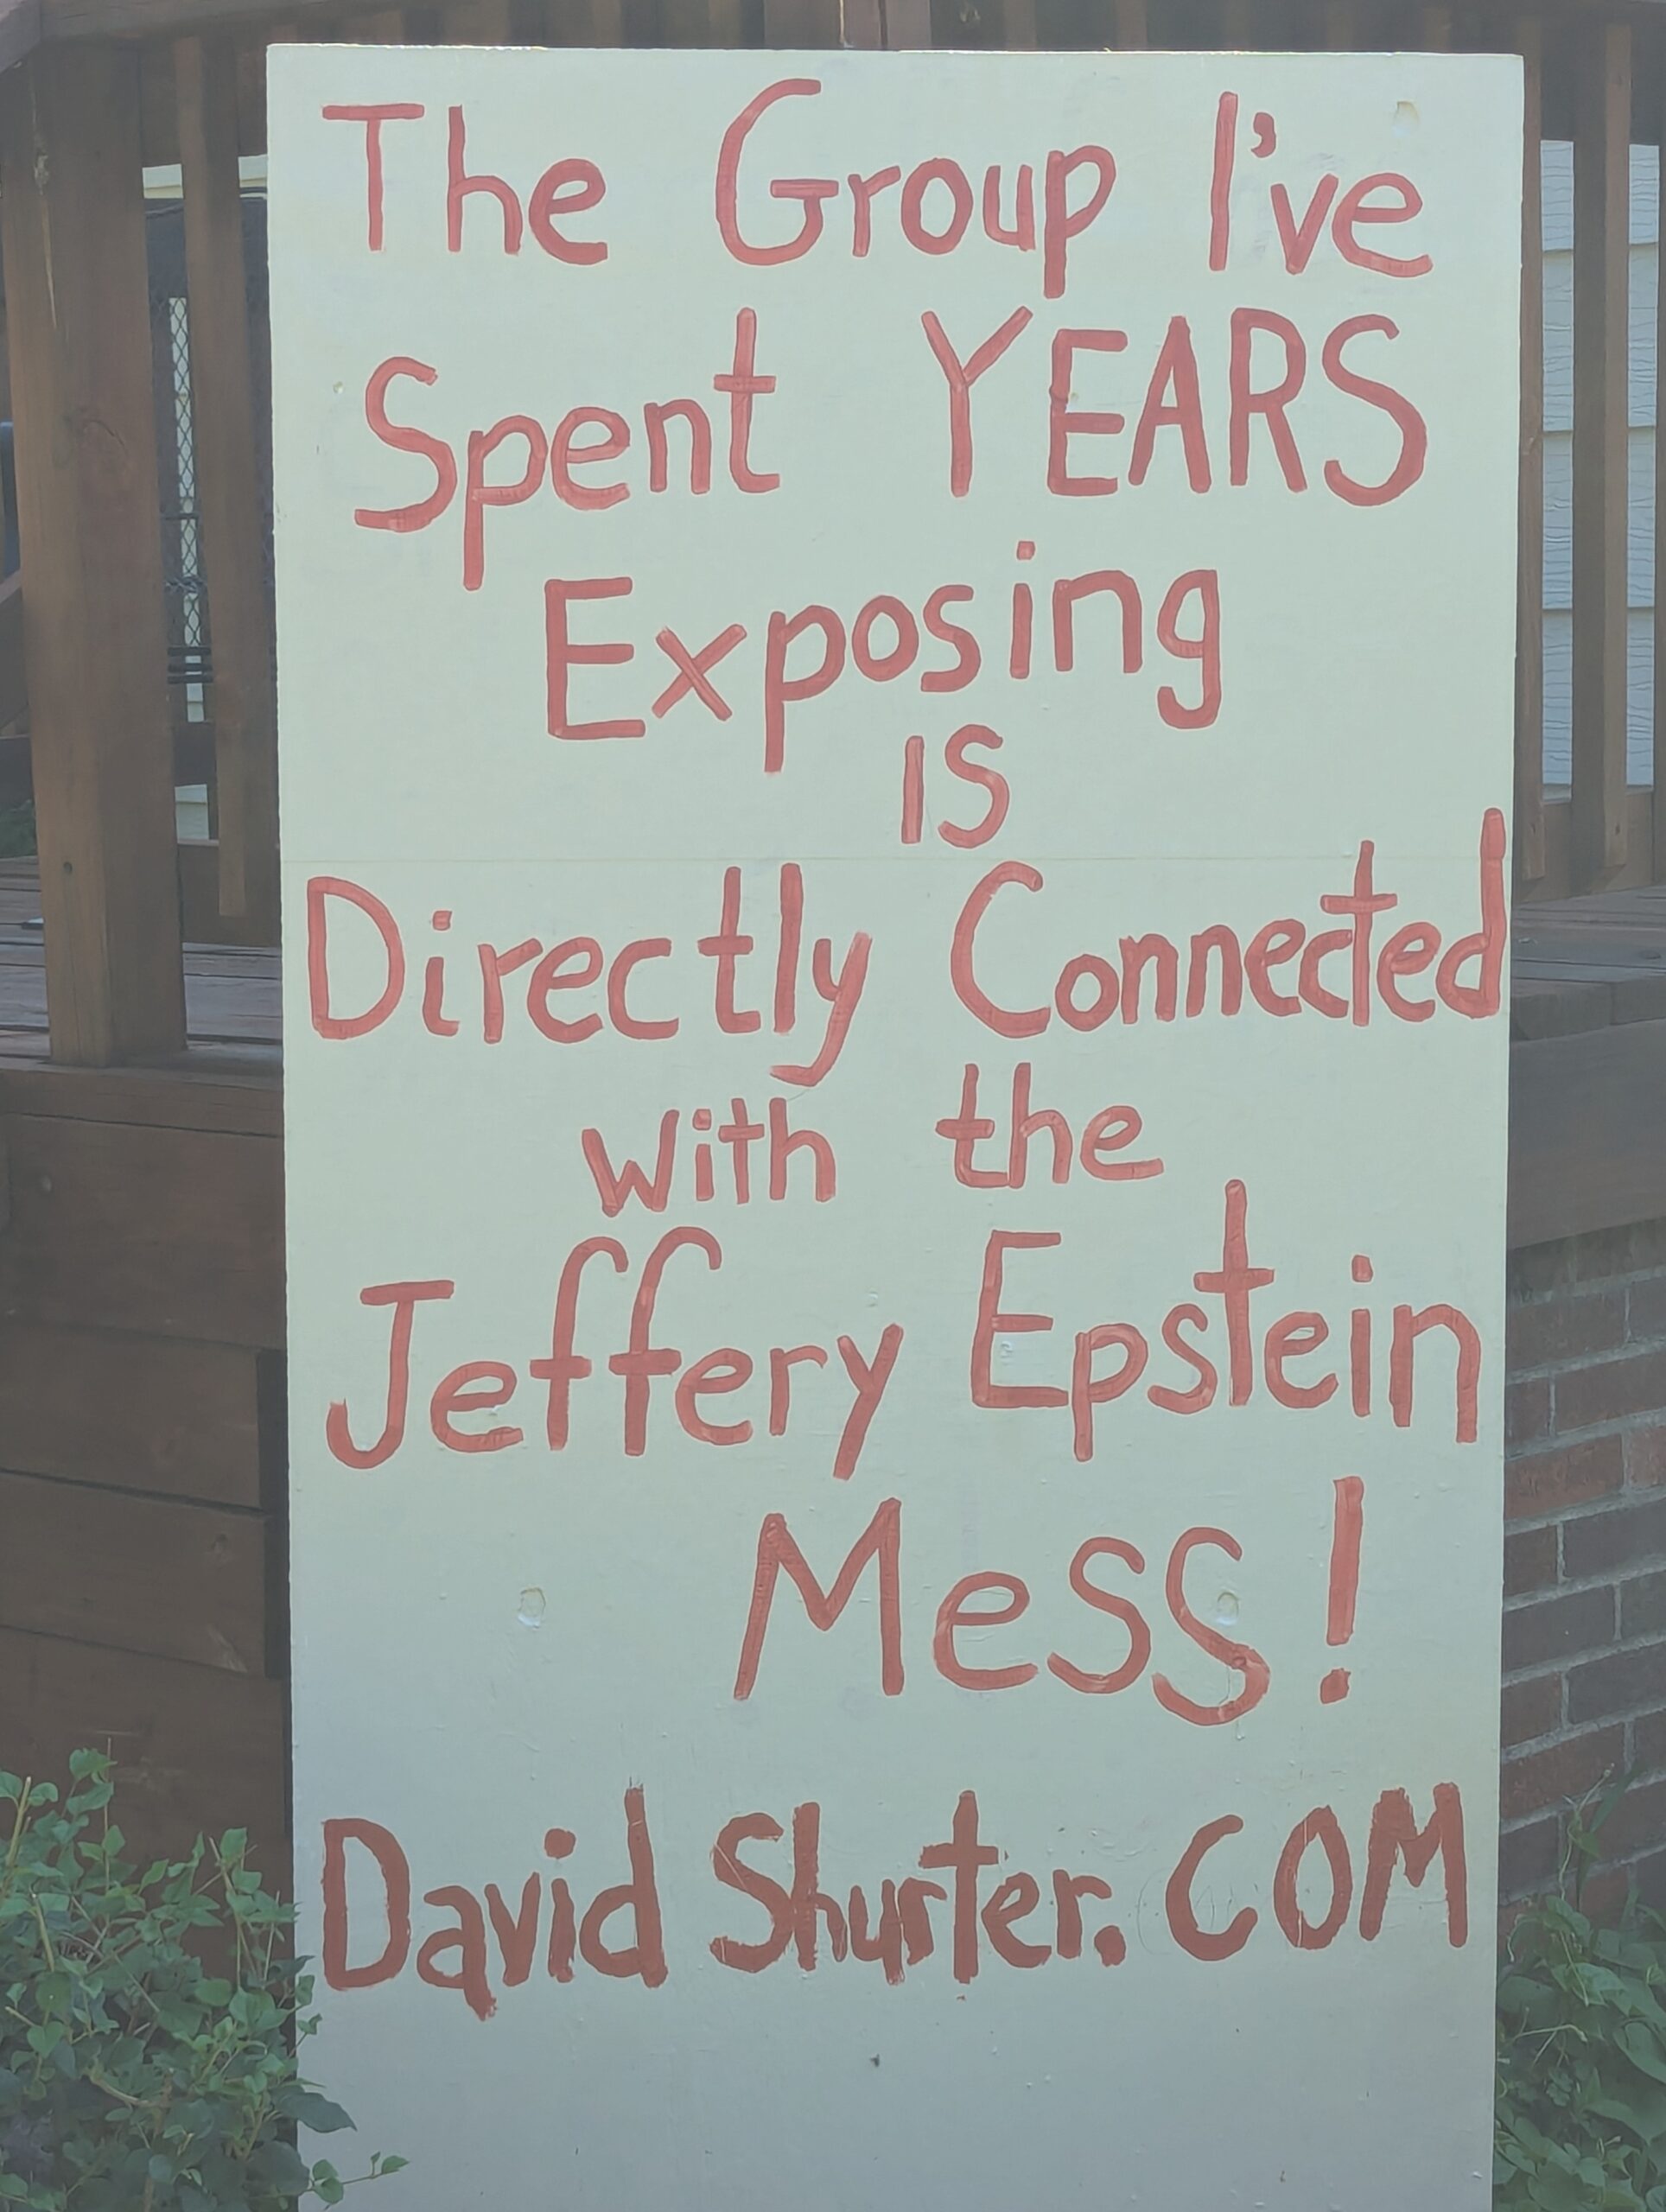 The Group I've
Spent YEARS
Exposing
is
Directly Connected
with the
Jeffery Epstein
Mess!
David Shurter.COM